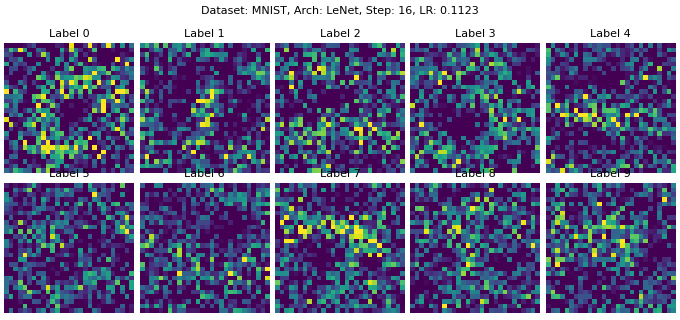 Dataset: MNIST, Arch: LeNet, Step: 16, LR: 0.1123
Label 0 Label 1 Label 2 Label 3 Label 4
Label 5 Label 6 Label 7 Label 8 Label 9